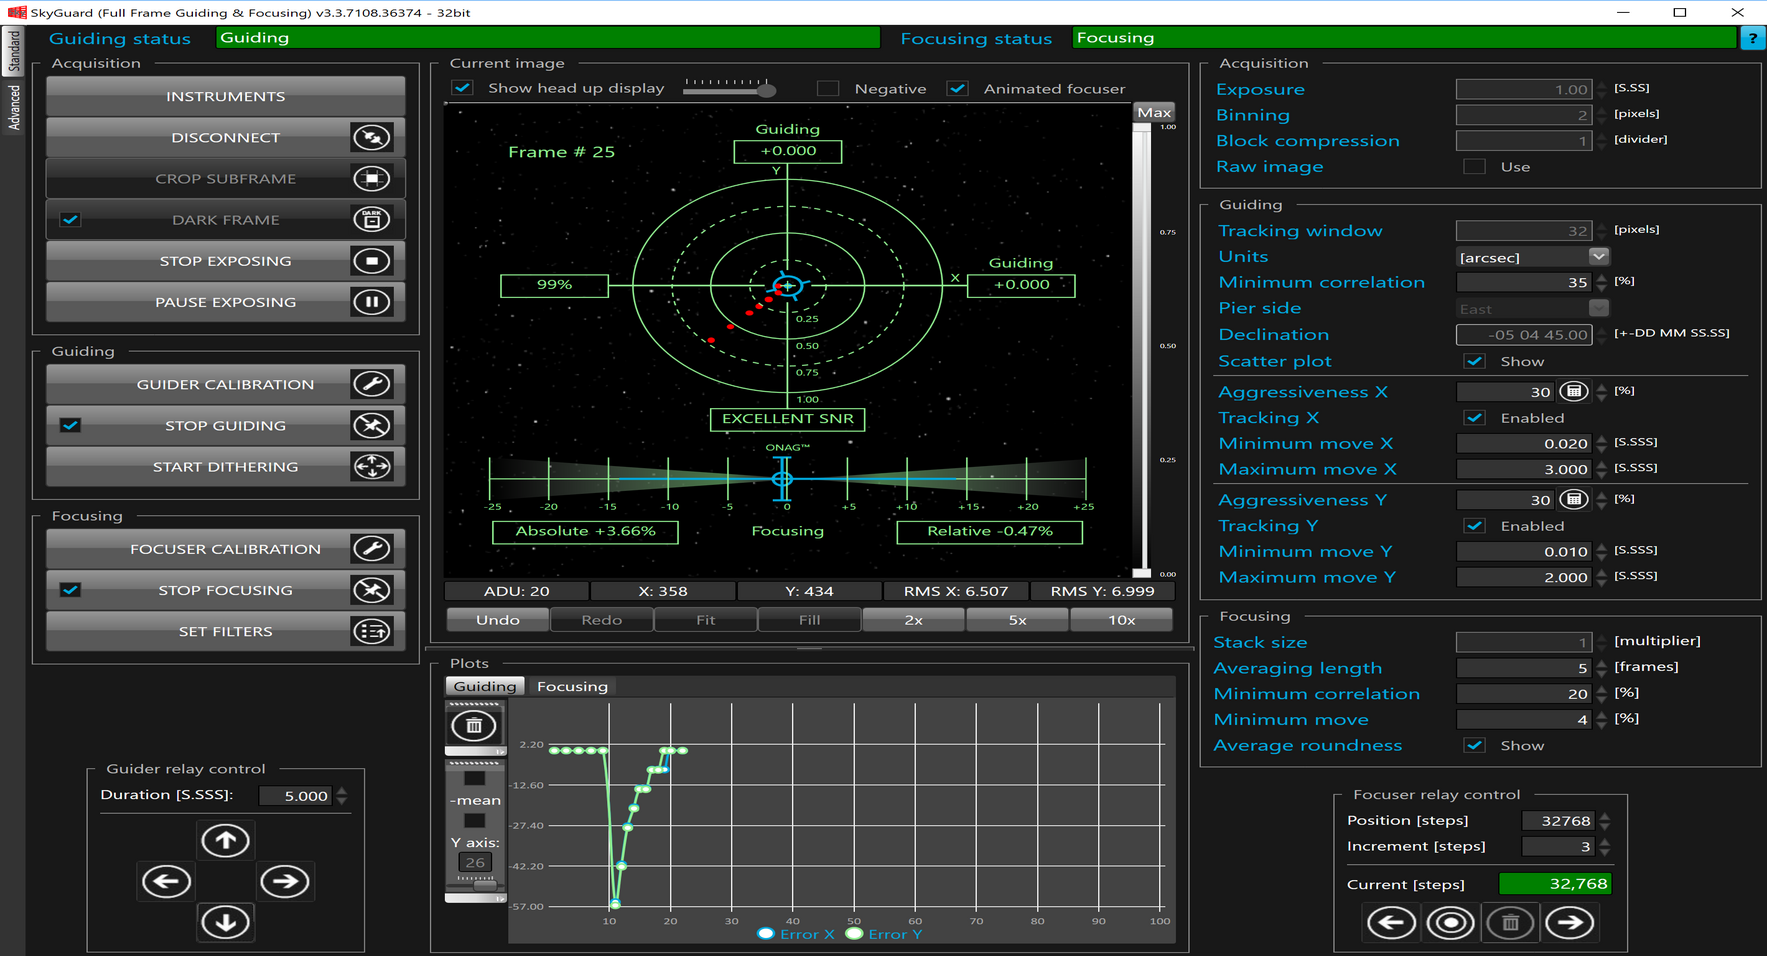 SkyGuard (Full Frame Guiding & Focusing) v3.3.7108.36374 - 32bit
Standard
Advanced
Guiding status
Guiding
Focusing status
Focusing
?
Acquisition
INSTRUMENTS
DISCONNECT
CROP SUBFRAME
DARK FRAME
DARK
STOP EXPOSING
PAUSE EXPOSING
Guiding
GUIDER CALIBRATION
STOP GUIDING
START DITHERING
Focusing
FOCUSER CALIBRATION
STOP FOCUSING
SET FILTERS
Guider relay control
Duration [S.SSS]: 5.000
Current image
Show head up display
Negative
Animated focuser
Max
1.00
0.75
0.50
0.25
0.00
Frame # 25
Guiding
+0.000
Y
99%
X
Guiding
+0.000
0.25
0.50
0.75
1.00
EXCELLENT SNR
ONAG™
-25 -20 -15 -10 -5 0 +5 +10 +15 +20 +25
Absolute +3.66%
Focusing
Relative -0.47%
ADU: 20 X: 358 Y: 434 RMS X: 6.507 RMS Y: 6.999
Undo Redo Fit Fill 2x 5x 10x
Plots
Guiding Focusing
-mean
Y axis:
26
2.20
-12.60
-27.40
-42.20
-57.00
10 20 30 40 50 60 70 80 90 100
Error X Error Y
Acquisition
Exposure 1.00 [S.SS]
Binning 2 [pixels]
Block compression 1 [divider]
Raw image Use
Guiding
Tracking window 32 [pixels]
Units [arcsec]
Minimum correlation 35 [%]
Pier side East
Declination -05 04 45.00 [+-DD MM SS.SS]
Scatter plot Show
Aggressiveness X 30 [%]
Tracking X Enabled
Minimum move X 0.020 [S.SSS]
Maximum move X 3.000 [S.SSS]
Aggressiveness Y 30 [%]
Tracking Y Enabled
Minimum move Y 0.010 [S.SSS]
Maximum move Y 2.000 [S.SSS]
Focusing
Stack size 1 [multiplier]
Averaging length 5 [frames]
Minimum correlation 20 [%]
Minimum move 4 [%]
Average roundness Show
Focuser relay control
Position [steps] 32768
Increment [steps] 3
Current [steps] 32,768